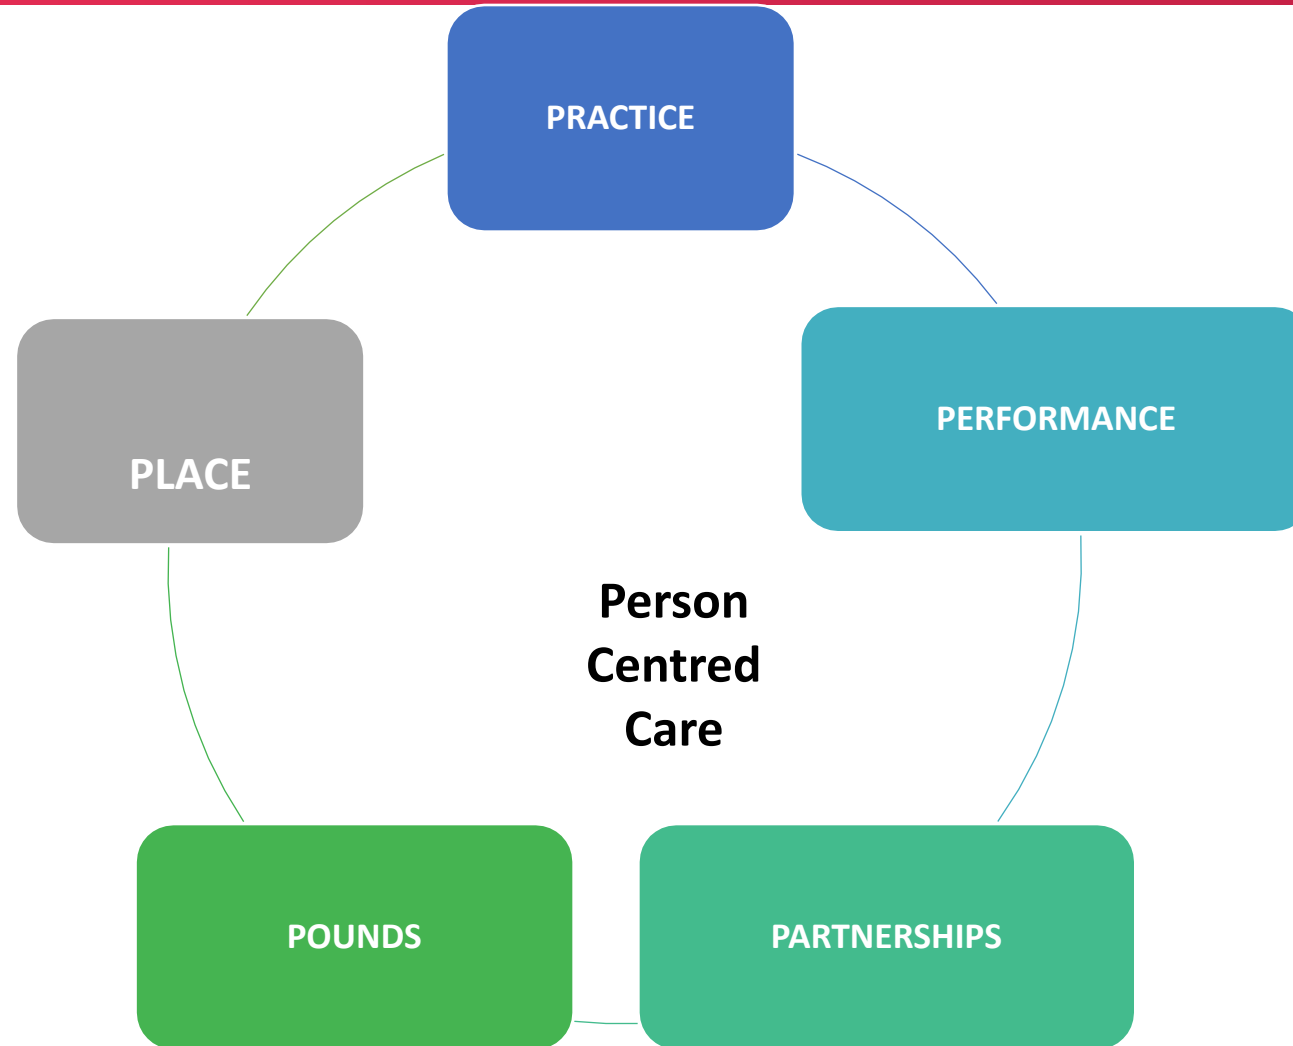 PRACTICE
PERFORMANCE
PLACE
Person
Centred
Care
POUNDS
PARTNERSHIPS